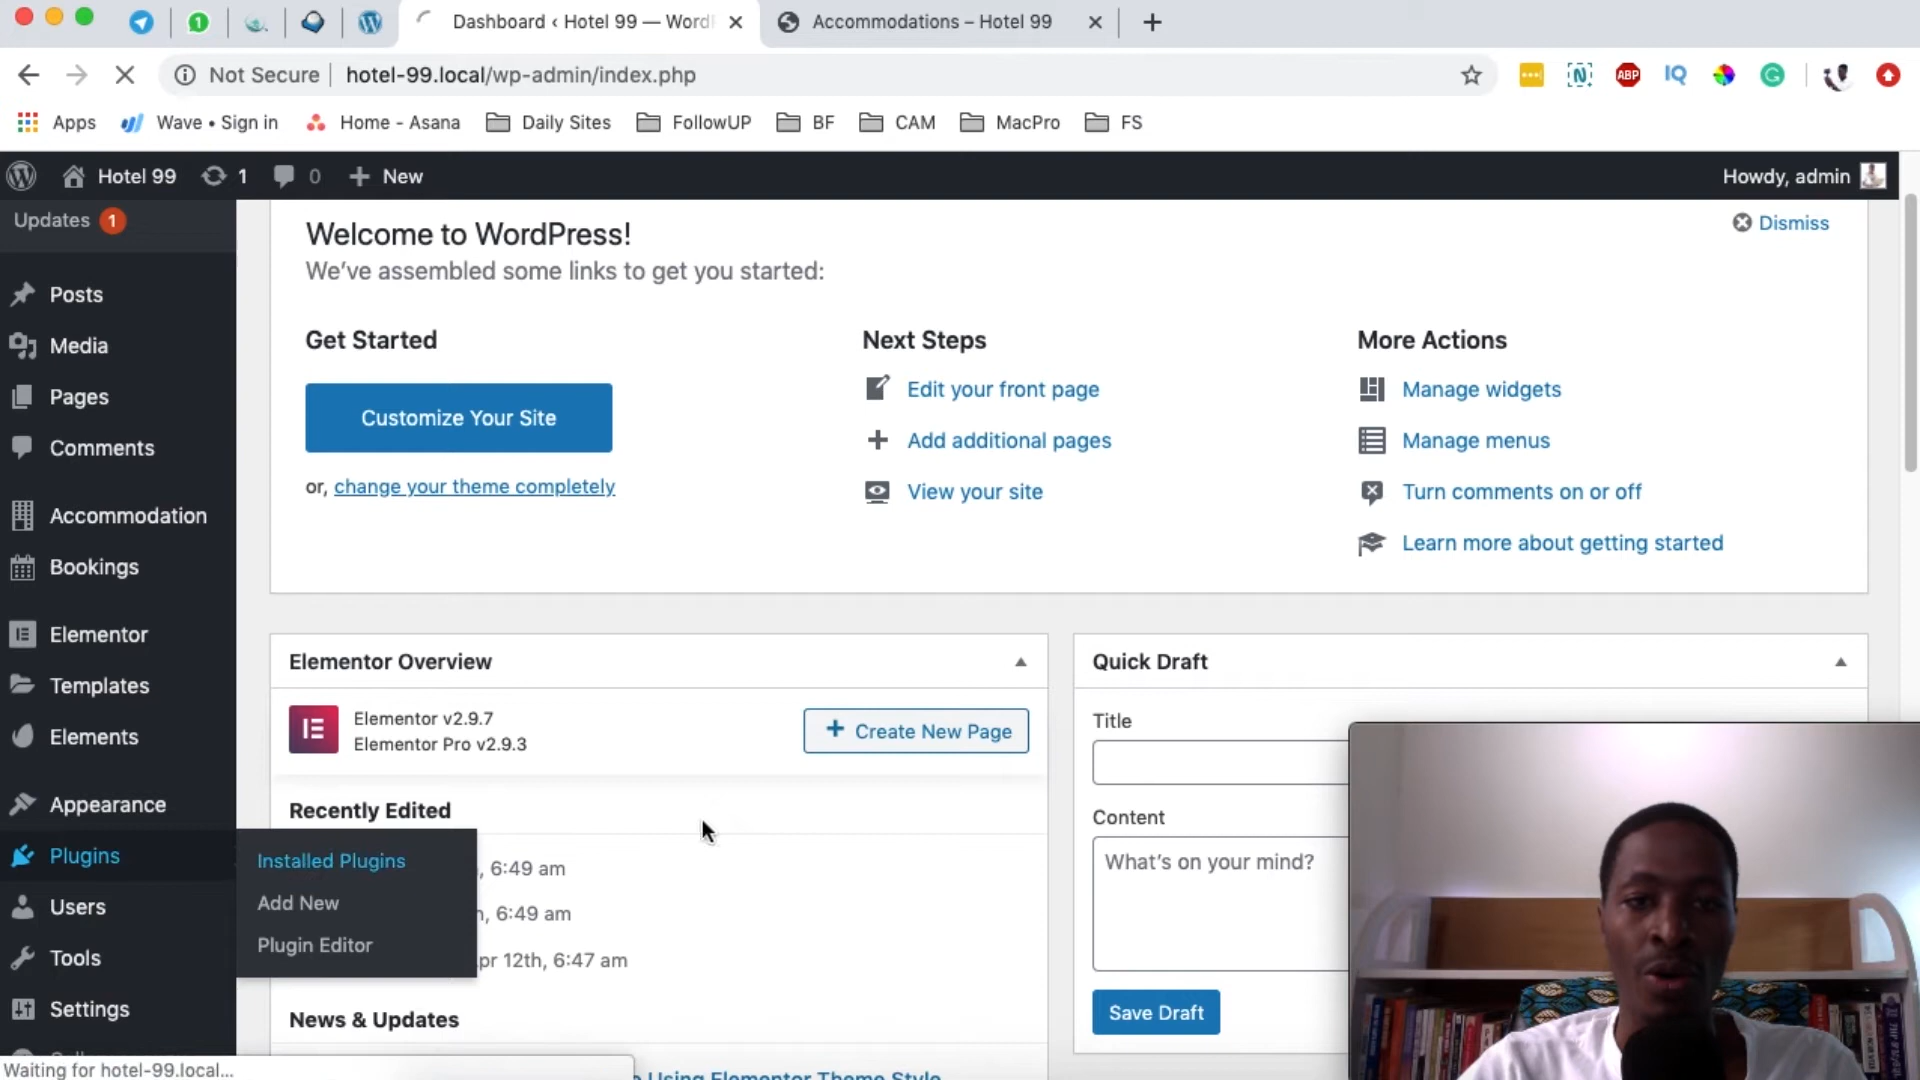 Dashboard ‹ Hotel 99 — Word
Accommodations – Hotel 99
Not Secure
hotel-99.local/wp-admin/index.php
ABP
IQ
Apps
Wave • Sign in
Home - Asana
Daily Sites
FollowUP
BF
CAM
MacPro
FS
Hotel 99
1
0
New
Howdy, admin
Updates 1
Posts
Media
Pages
Comments
Accommodation
Bookings
Elementor
Templates
Elements
Appearance
Plugins
Users
Tools
Settings
Installed Plugins
Add New
Plugin Editor
Welcome to WordPress!
Dismiss
We've assembled some links to get you started:
Get Started
Customize Your Site
or, change your theme completely
Next Steps
Edit your front page
Add additional pages
View your site
More Actions
Manage widgets
Manage menus
Turn comments on or off
Learn more about getting started
Elementor Overview
Elementor v2.9.7
Elementor Pro v2.9.3
Create New Page
Recently Edited
, 6:49 am
, 6:49 am
pr 12th, 6:47 am
News & Updates
Using Elementor Theme Style
Quick Draft
Title
Content
What's on your mind?
Save Draft
Waiting for hotel-99.local...